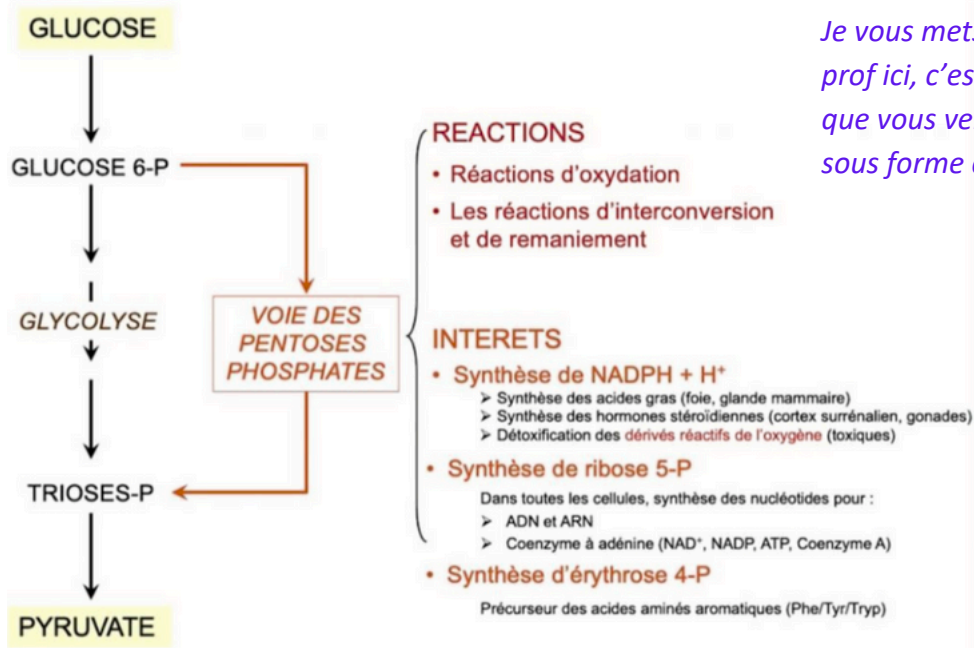 GLUCOSE
GLUCOSE 6-P
GLYCOLYSE
TRIOSES-P
PYRUVATE
VOIE DES
PENTOSES
PHOSPHATES
REACTIONS
• Réactions d'oxydation
• Les réactions d'interconversion
et de remaniement
INTERETS
• Synthèse de NADPH + H⁺
➢ Synthèse des acides gras (foie, glande mammaire)
➢ Synthèse des hormones stéroïdiennes (cortex surrénalien, gonades)
➢ Détoxification des dérivés réactifs de l'oxygène (toxiques)
• Synthèse de ribose 5-P
Dans toutes les cellules, synthèse des nucléotides pour :
➢ ADN et ARN
➢ Coenzyme à adénine (NAD⁺, NADP, ATP, Coenzyme A)
• Synthèse d'érythrose 4-P
Précurseur des acides aminés aromatiques (Phe/Tyr/Tryp)
Je vous mets
prof ici, c'es
que vous ve
sous forme